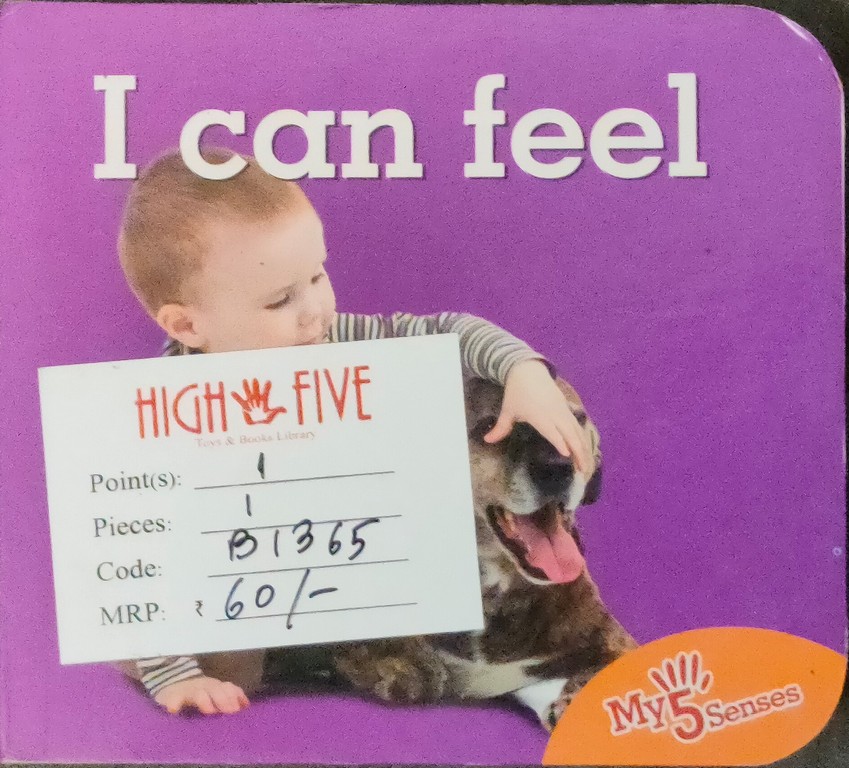 I can feel
HIGH FIVE
Toys & Books Library
Point(s): 1
Pieces: 1
Code: B1365
MRP: ₹ 60/-
My 5 Senses